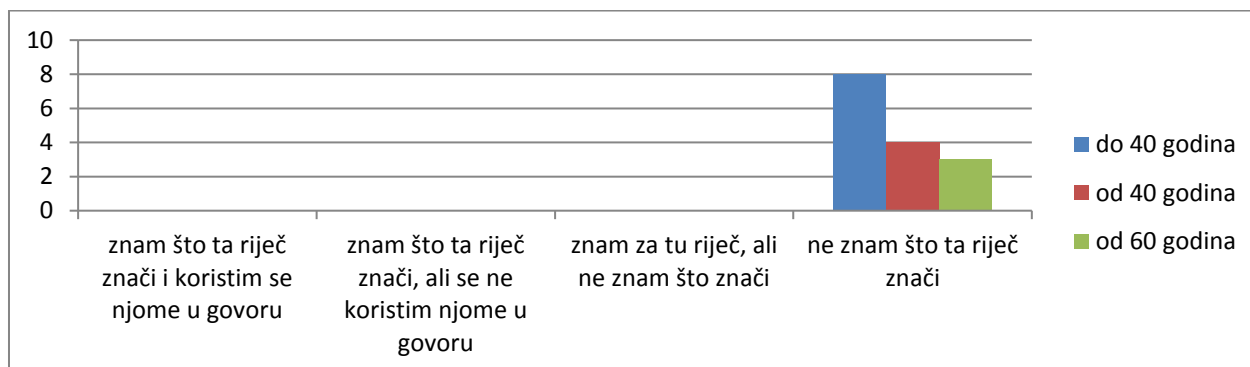 10
8
6
4
2
0
znam što ta riječ
znači i koristim se
njome u govoru
znam što ta riječ
znači, ali se ne
koristim njome u
govoru
znam za tu riječ, ali
ne znam što znači
ne znam što ta riječ
znači
do 40 godina
od 40 godina
od 60 godina